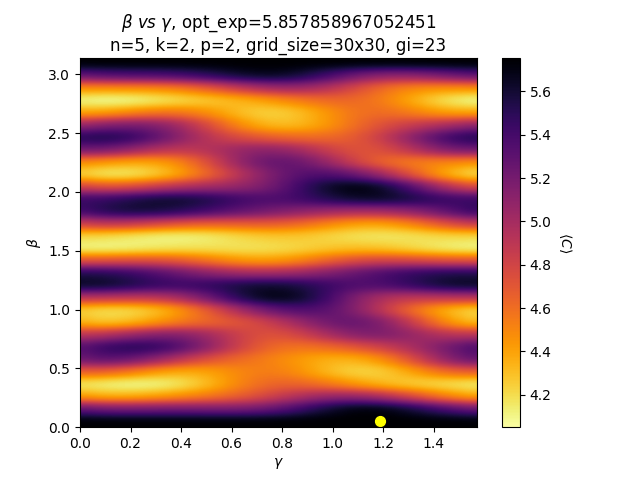 β vs γ, opt_exp=5.857858967052451
n=5, k=2, p=2, grid_size=30x30, gi=23
3.0
2.5
2.0
1.5
1.0
0.5
0.0
β
0.0 0.2 0.4 0.6 0.8 1.0 1.2 1.4
γ
5.6
5.4
5.2
5.0
4.8
4.6
4.4
4.2
⟨C⟩